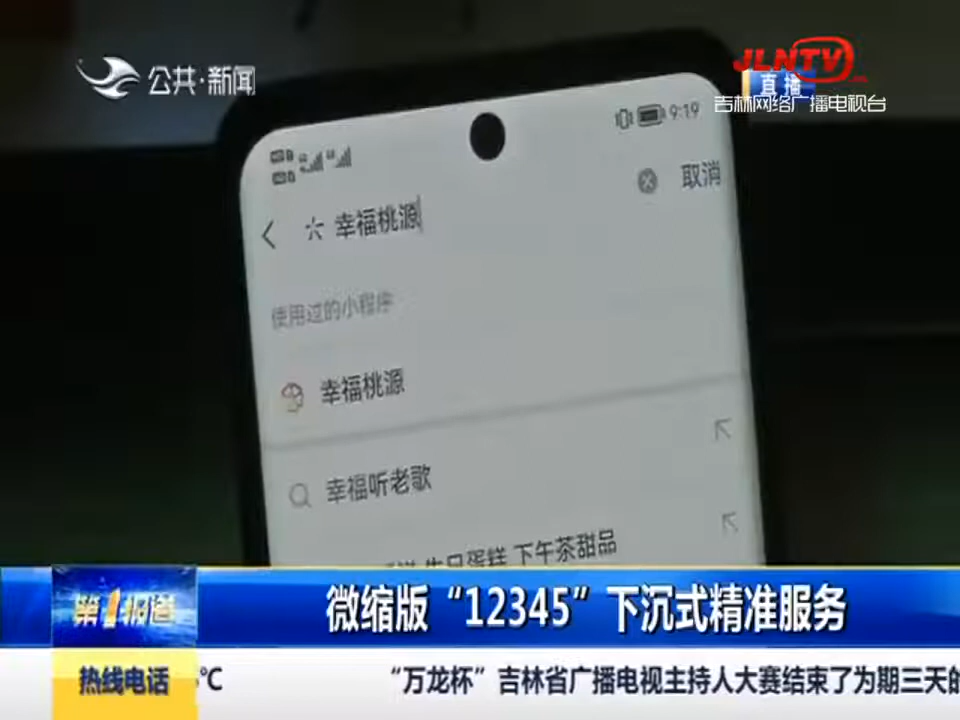 公共·新闻
JLNTV
直播
吉林网络广播电视台
9:19
幸福桃源
取消
使用过的小程序
幸福桃源
幸福听老歌
生日蛋糕 下午茶甜品
第1报道
微缩版“12345”下沉式精准服务
热线电话
℃
“万龙杯”吉林省广播电视主持人大赛结束了为期三天的